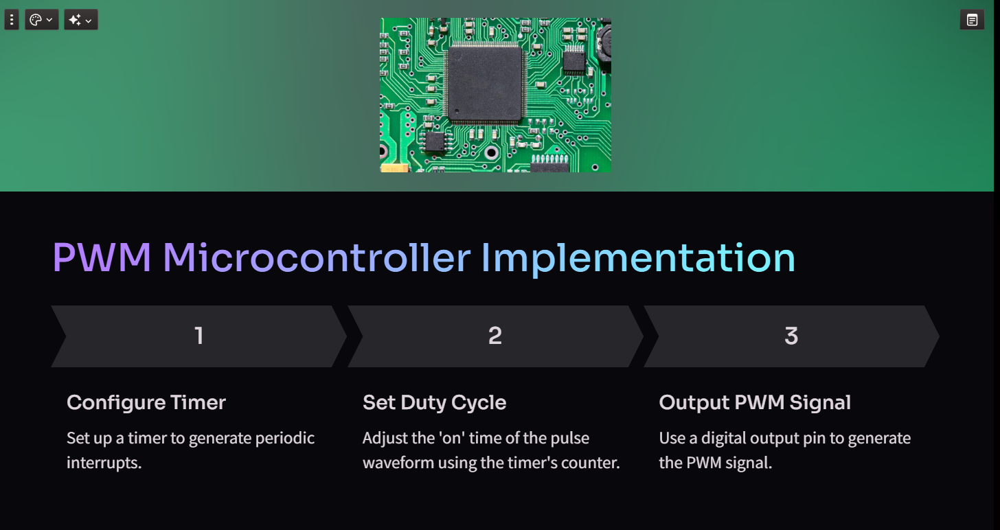 PWM Microcontroller Implementation
1
2
3
Configure Timer
Set up a timer to generate periodic
interrupts.
Set Duty Cycle
Adjust the 'on' time of the pulse
waveform using the timer's counter.
Output PWM Signal
Use a digital output pin to generate
the PWM signal.